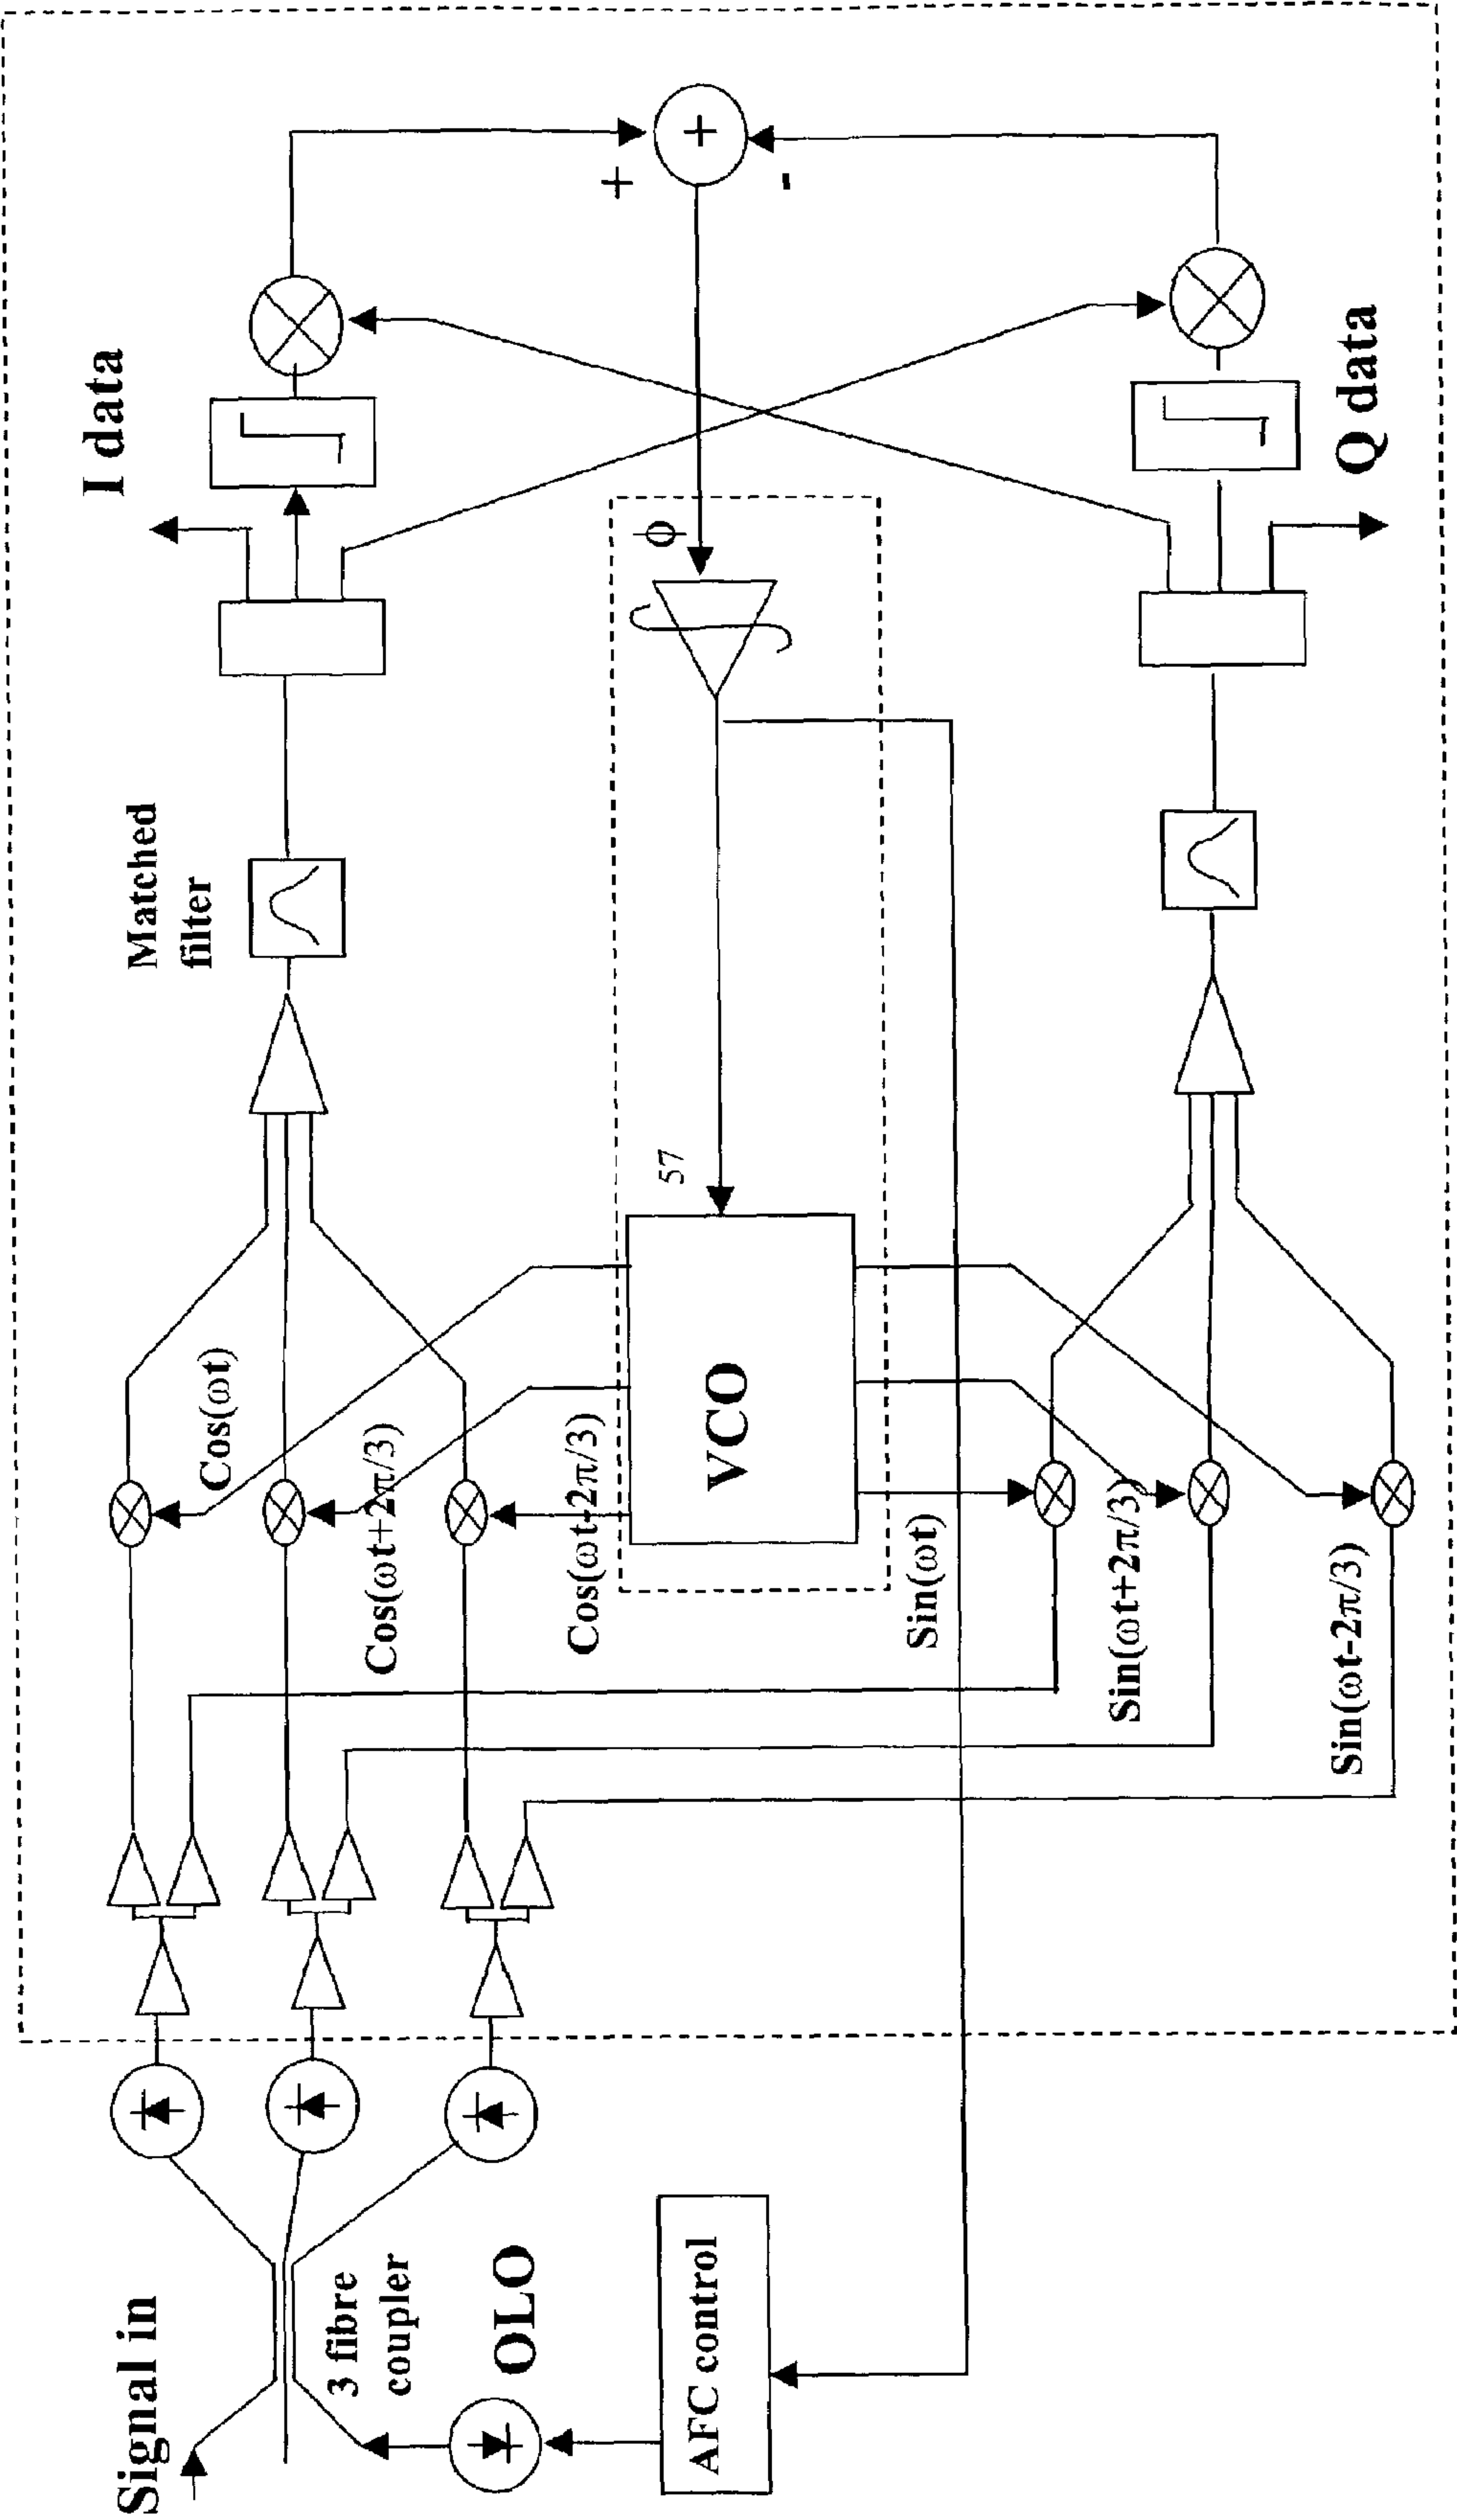 Signal in
3 fibre
coupler
OLO
AFC control
Cos(ωt)
Cos(ωt+2π/3)
Cos(ωt-2π/3)
VCO
57
Sin(ωt)
Sin(ωt+2π/3)
Sin(ωt-2π/3)
Matched
filter
I data
ϕ
Q data
+
+
-